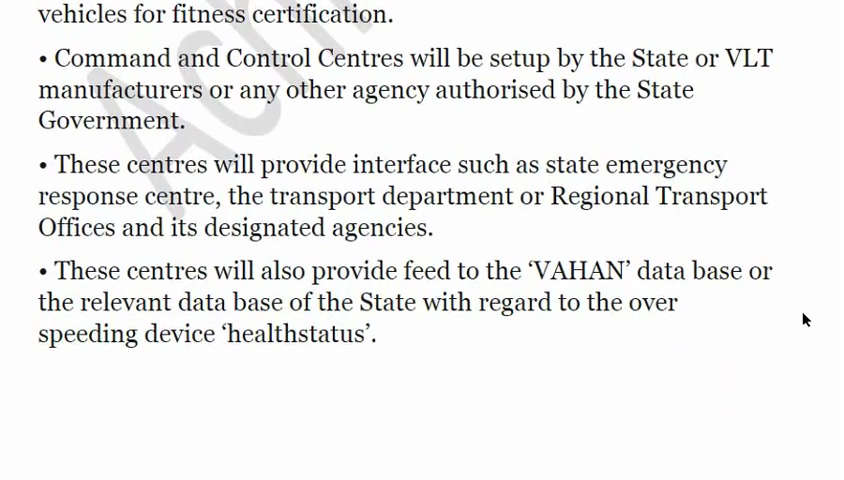 vehicles for fitness certification.
• Command and Control Centres will be setup by the State or VLT
manufacturers or any other agency authorised by the State
Government.
• These centres will provide interface such as state emergency
response centre, the transport department or Regional Transport
Offices and its designated agencies.
• These centres will also provide feed to the ‘VAHAN’ data base or
the relevant data base of the State with regard to the over
speeding device ‘healthstatus’.